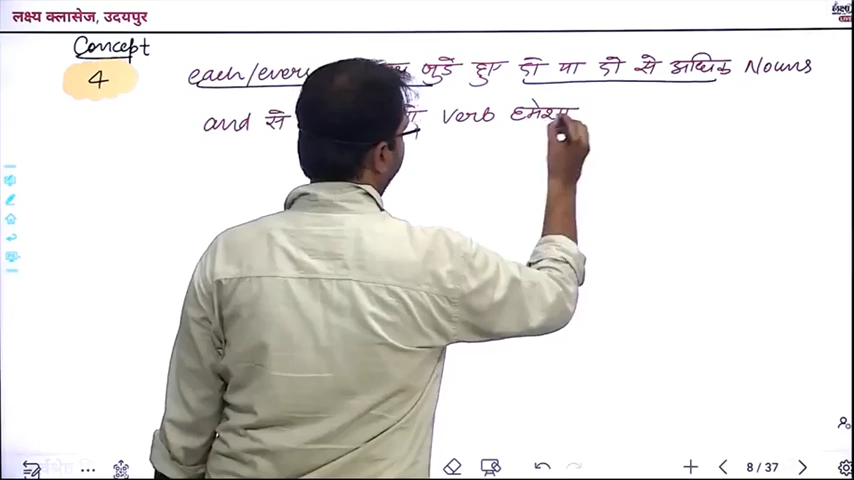 लक्ष्य क्लासेज, उदयपुर
Concept
4
each/every जुडे हुए दो या दो से अधिक Nouns
and से verb हमेशा
8 / 37